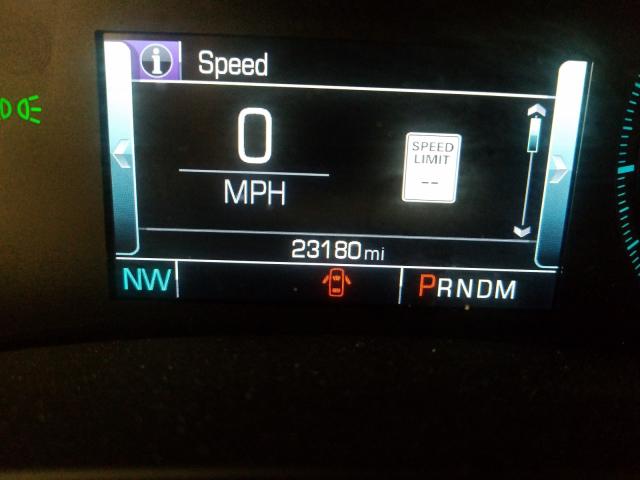 i Speed
0
MPH
SPEED
LIMIT
--
23180 mi
NW
PRNDM